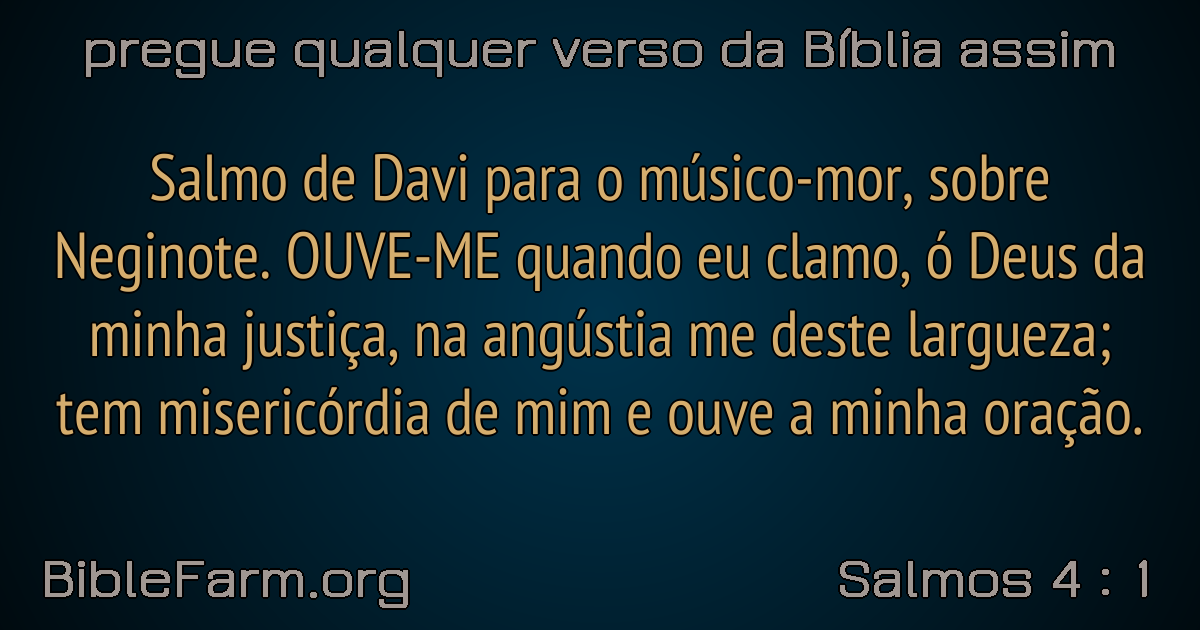 pregue qualquer verso da Bíblia assim
Salmo de Davi para o músico-mor, sobre
Neginote. OUVE-ME quando eu clamo, ó Deus da
minha justiça, na angústia me deste largueza;
tem misericórdia de mim e ouve a minha oração.
BibleFarm.org
Salmos 4 : 1